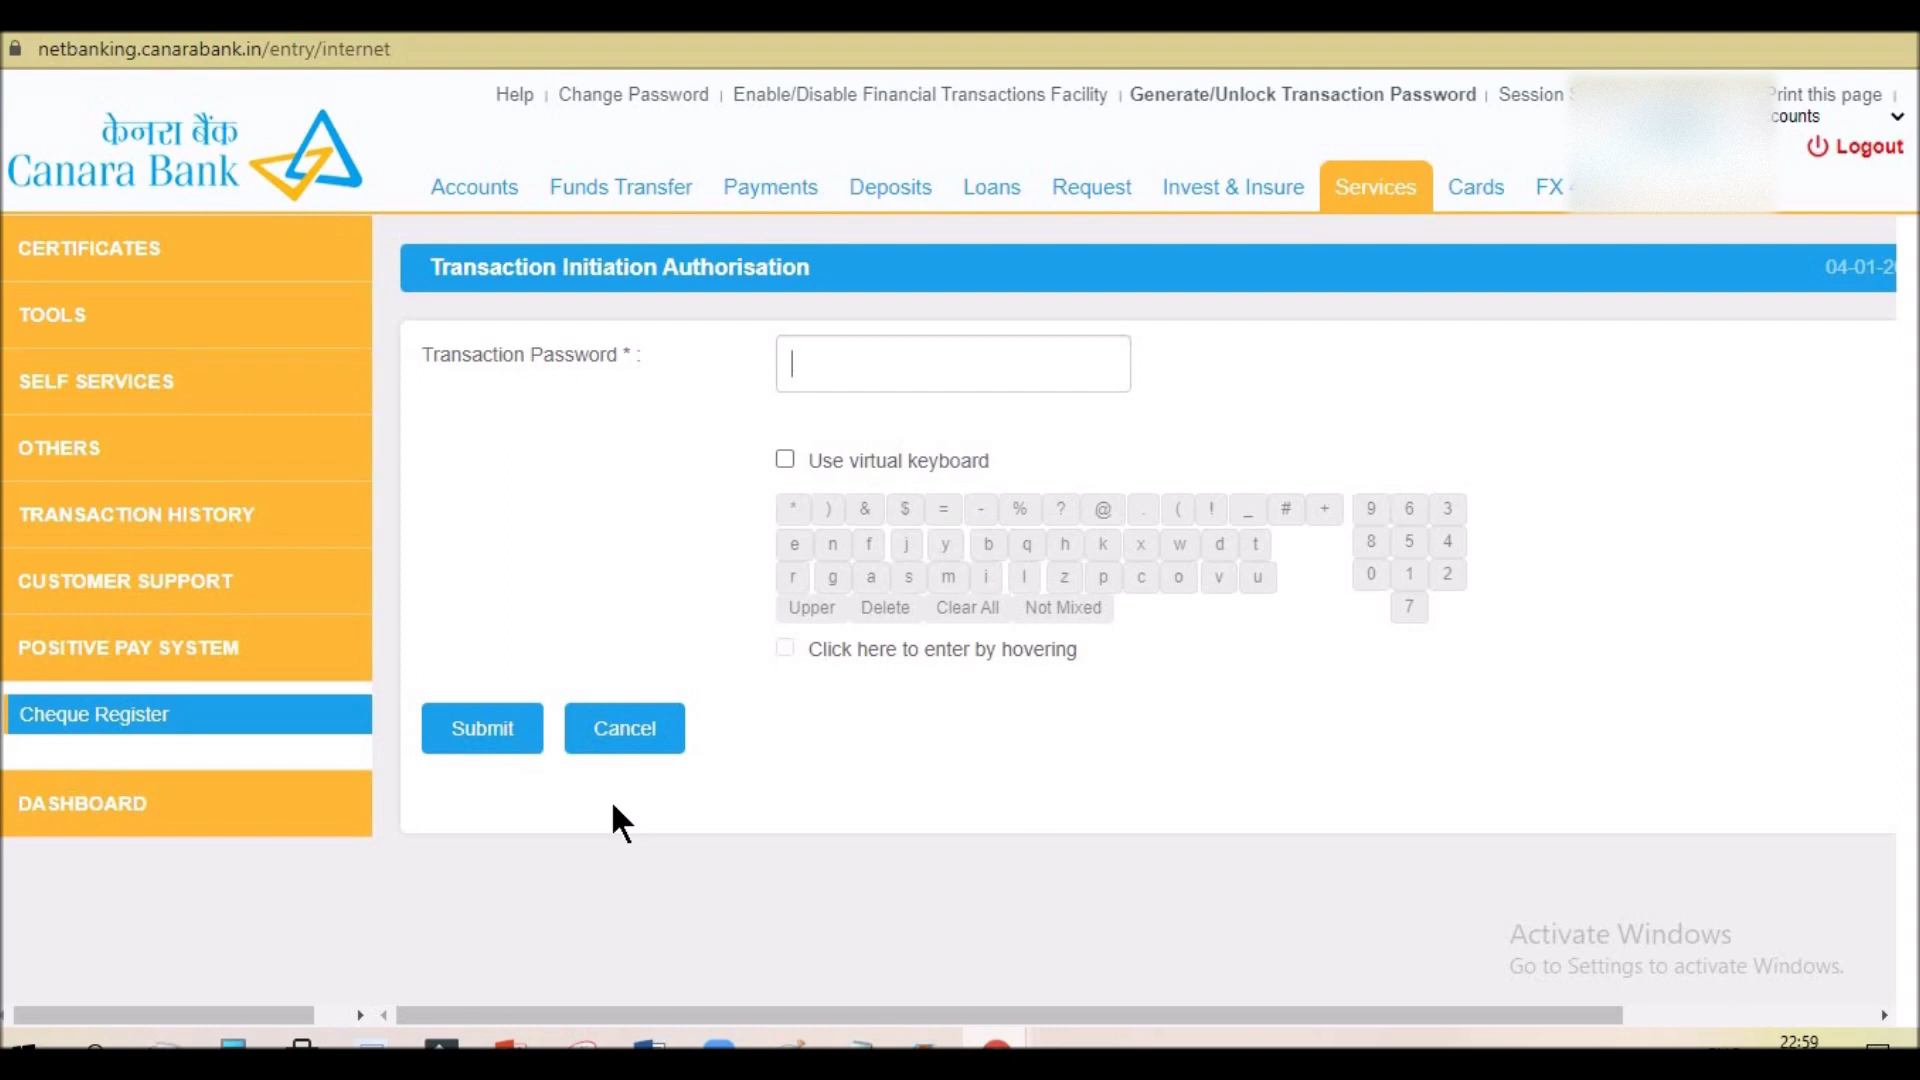 netbanking.canarabank.in/entry/internet
Help | Change Password | Enable/Disable Financial Transactions Facility | Generate/Unlock Transaction Password | Session
Print this page |
counts
Logout
केनरा बैंक
Canara Bank
Accounts Funds Transfer Payments Deposits Loans Request Invest & Insure Services Cards FX
CERTIFICATES
TOOLS
SELF SERVICES
OTHERS
TRANSACTION HISTORY
CUSTOMER SUPPORT
POSITIVE PAY SYSTEM
Cheque Register
DASHBOARD
Transaction Initiation Authorisation
04-01-20
Transaction Password * :
Use virtual keyboard
* ) & $ = - % ? @ . ( ! _ # + 9 6 3
e n f j y b q h k x w d t 8 5 4
r g a s m i l z p c o v u 0 1 2
Upper Delete Clear All Not Mixed 7
Click here to enter by hovering
Submit Cancel
Activate Windows
Go to Settings to activate Windows.
22:59